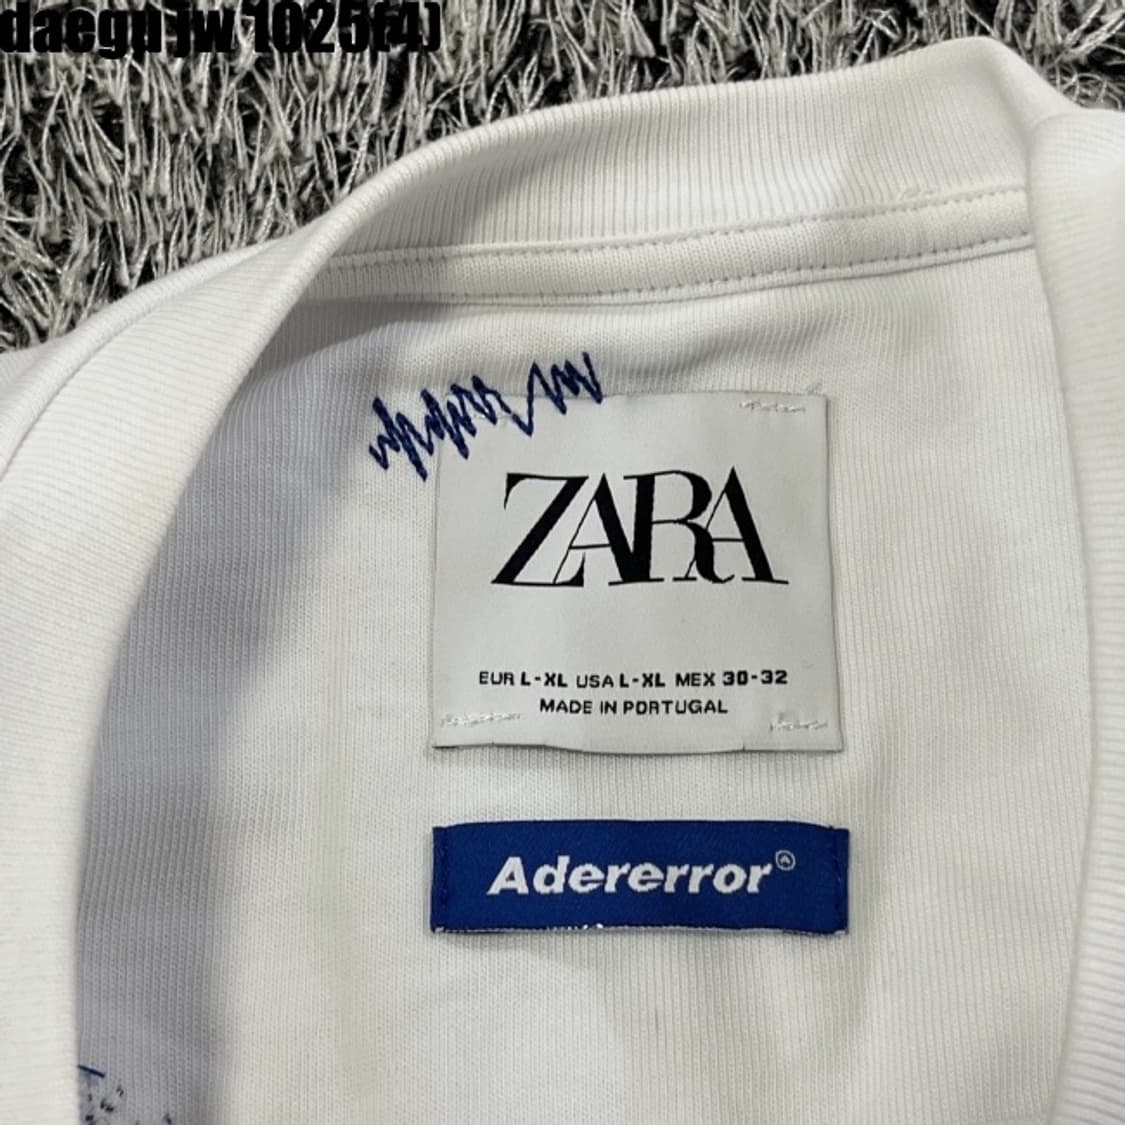 daegu jw 1025(4)
ZARA
EUR L-XL USA L-XL MEX 30-32
MADE IN PORTUGAL
Adererror